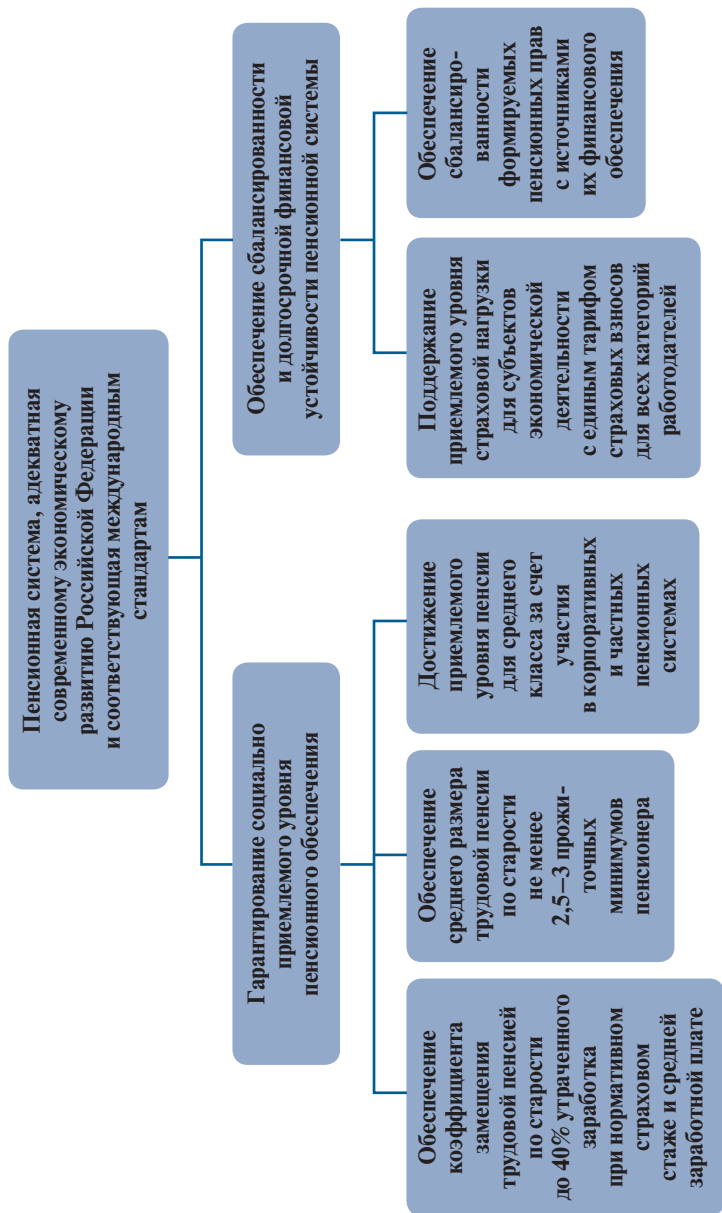 Пенсионная система, адекватная
современному экономическому
развитию Российской Федерации
и соответствующая международным
стандартам
Гарантирование социально
приемлемого уровня
пенсионного обеспечения
Обеспечение сбалансированности
и долгосрочной финансовой
устойчивости пенсионной системы
Обеспечение
коэффициента
замещения
трудовой пенсией
по старости
до 40% утраченного
заработка
при нормативном
страховом
стаже и средней
заработной плате
Обеспечение
среднего размера
трудовой пенсии
по старости
не менее
2,5–3 прожи-
точных
минимумов
пенсионера
Достижение
приемлемого
уровня пенсии
для среднего
класса за счет
участия
в корпоративных
и частных
пенсионных
системах
Поддержание
приемлемого уровня
страховой нагрузки
для субъектов
экономической
деятельности
с единым тарифом
страховых взносов
для всех категорий
работодателей
Обеспечение
сбалансиро-
ванности
формируемых
пенсионных прав
с источниками
их финансового
обеспечения